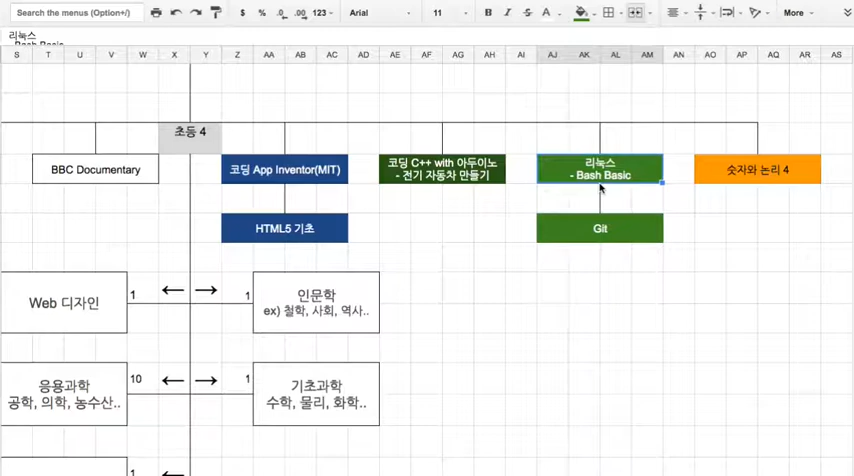 Search the menus (Option+/)
$ % .0 .00 123 Arial 11 B I S A More
리눅스
- Bash Basic
S T U V W X Y Z AA AB AC AD AE AF AG AH AI AJ AK AL AM AN AO AP AQ AR AS
초등 4
BBC Documentary
코딩 App Inventor(MIT)
코딩 C++ with 아두이노
- 전기 자동차 만들기
리눅스
- Bash Basic
숫자와 논리 4
HTML5 기초
Git
Web 디자인
1
← →
1
인문학
ex) 철학, 사회, 역사..
응용과학
공학, 의학, 농수산..
10
← →
1
기초과학
수학, 물리, 화학..
1
← →